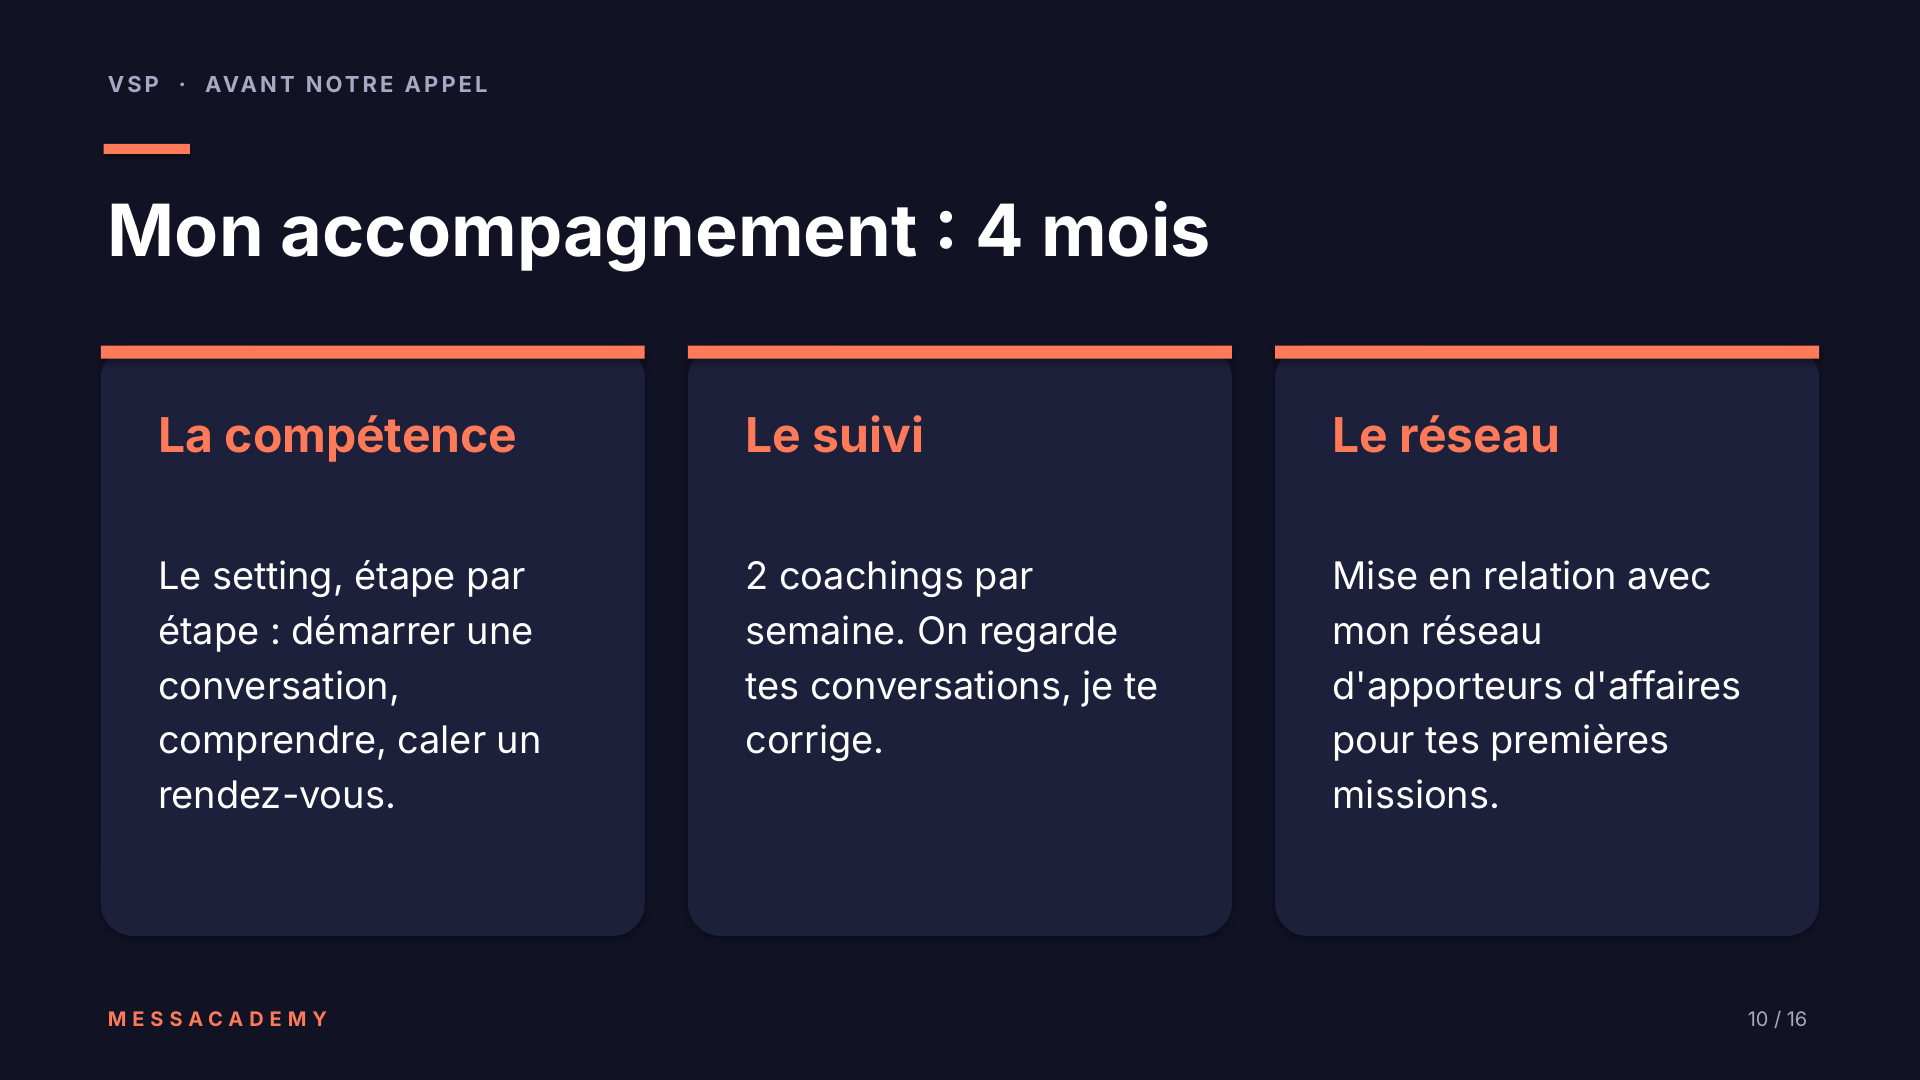 VSP · AVANT NOTRE APPEL
Mon accompagnement : 4 mois
La compétence
Le setting, étape par
étape : démarrer une
conversation,
comprendre, caler un
rendez-vous.
Le suivi
2 coachings par
semaine. On regarde
tes conversations, je te
corrige.
Le réseau
Mise en relation avec
mon réseau
d'apporteurs d'affaires
pour tes premières
missions.
MESSACADEMY
10 / 16